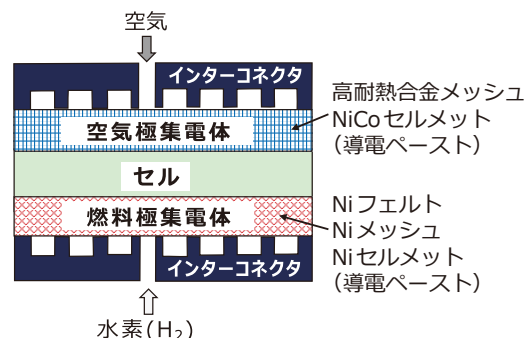 空気
インターコネクタ
空気極集電体
高耐熱合金メッシュ
NiCoセルメット
（導電ペースト）
セル
燃料極集電体
Niフェルト
Niメッシュ
Niセルメット
（導電ペースト）
インターコネクタ
水素(H₂)